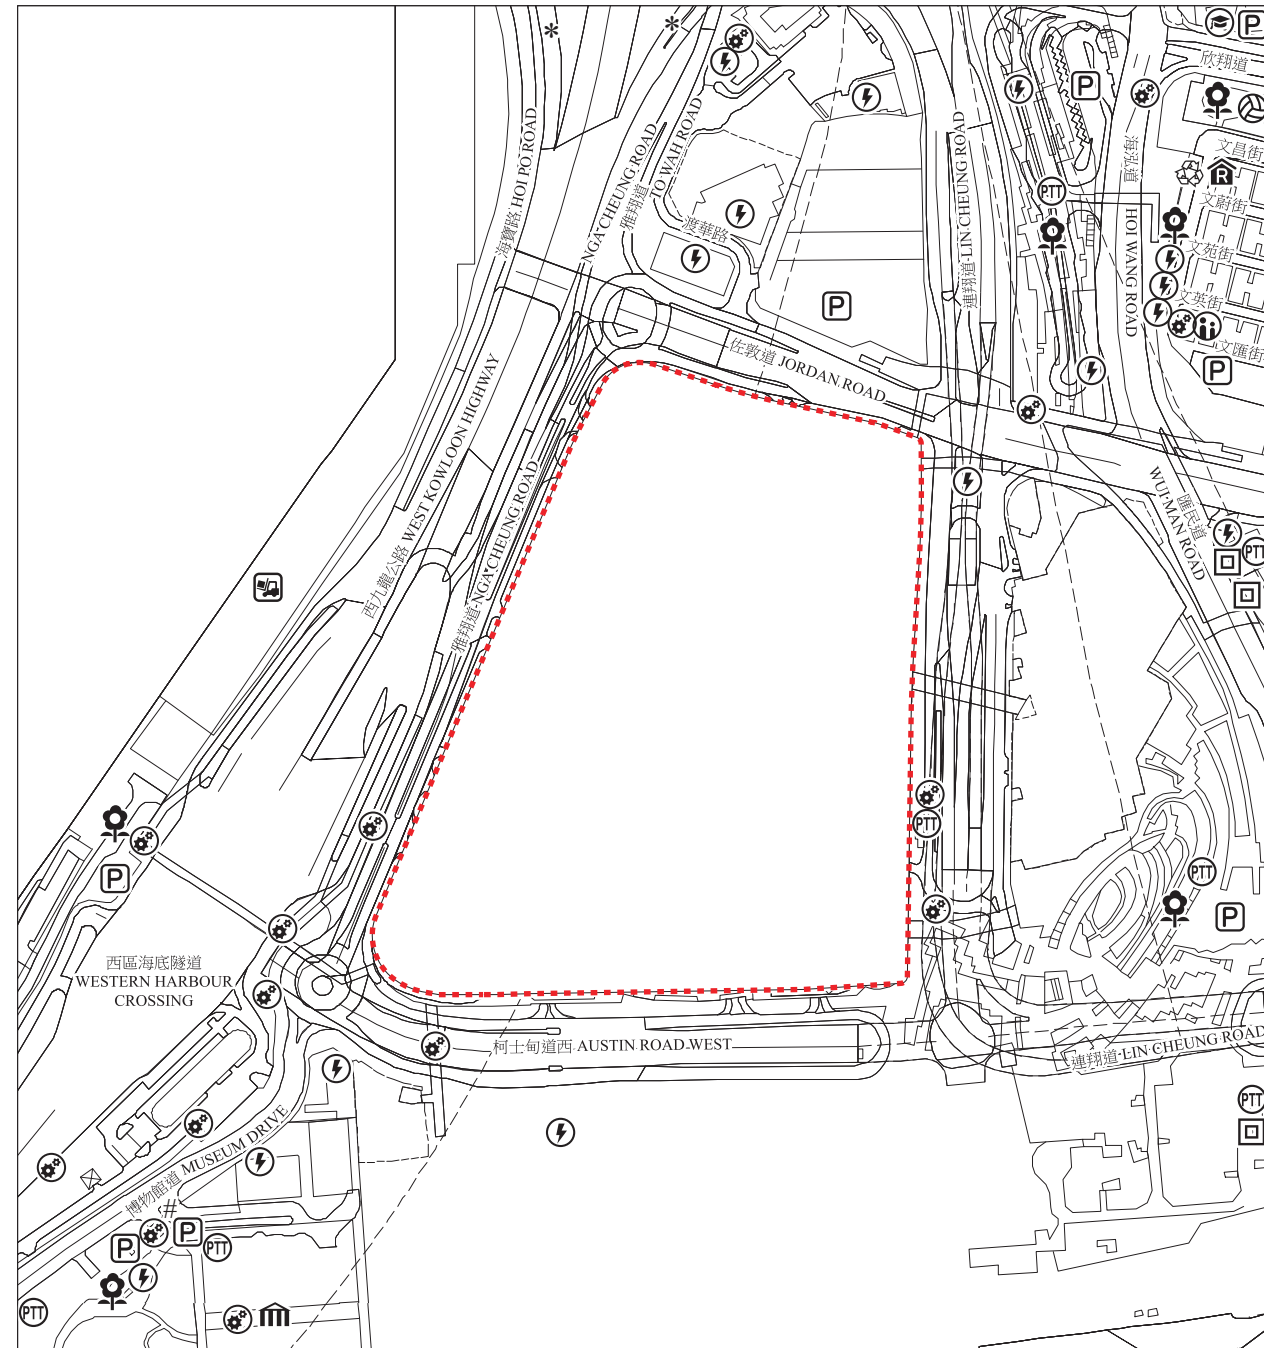 *
*
P
欣翔道
P
文昌街
海寶路 HOI PO ROAD
NGA CHEUNG ROAD
雅翔道
TO WAH ROAD
連翔道 LIN CHEUNG ROAD
海泓道
HOI WANG ROAD
PTT
R
文蔚街
渡華路
文苑街
P
文英街
文匯街
P
佐敦道 JORDAN ROAD
西九龍公路 WEST KOWLOON HIGHWAY
雅翔道 NGA CHEUNG ROAD
匯民道
WUI MAN ROAD
PTT
PTT
P
PTT
P
西區海底隧道
WESTERN HARBOUR
CROSSING
柯士甸道西 AUSTIN ROAD WEST
連翔道 LIN CHEUNG ROAD
PTT
博物館道 MUSEUM DRIVE
#
P
P
PTT
PTT